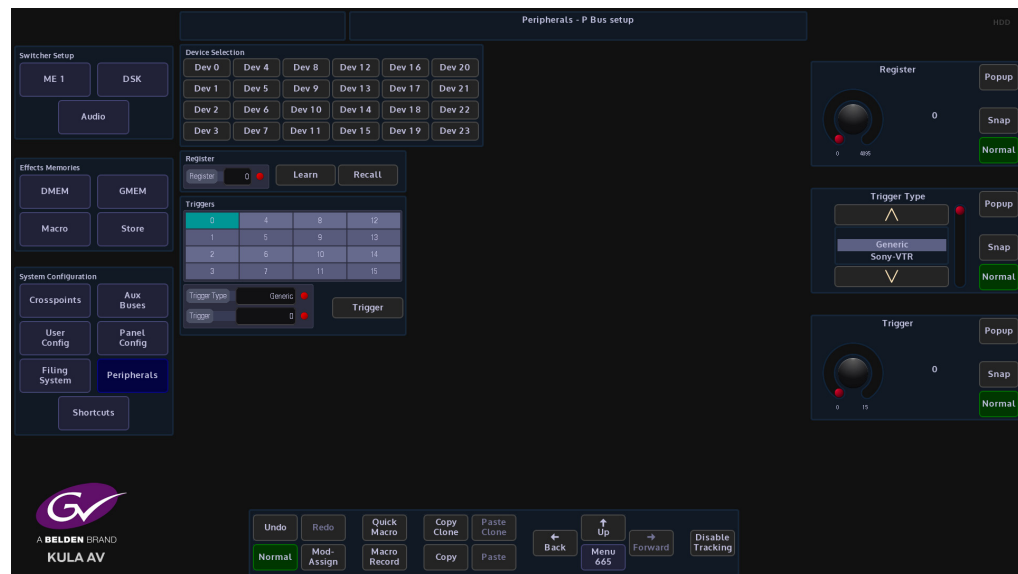 Peripherals - P Bus setup
HDD
Switcher Setup
ME 1
DSK
Audio
Effects Memories
DMEM
GMEM
Macro
Store
System Configuration
Crosspoints
Aux
Buses
User
Config
Panel
Config
Filing
System
Peripherals
Shortcuts
Device Selection
Dev 0 Dev 4 Dev 8 Dev 12 Dev 16 Dev 20
Dev 1 Dev 5 Dev 9 Dev 13 Dev 17 Dev 21
Dev 2 Dev 6 Dev 10 Dev 14 Dev 18 Dev 22
Dev 3 Dev 7 Dev 11 Dev 15 Dev 19 Dev 23
Register
Register 0 Learn Recall
Triggers
0 4 8 12
1 5 9 13
2 6 10 14
3 7 11 15
Trigger Type Generic
Trigger 0
Trigger
Register
0
0 4095
Popup
Snap
Normal
Trigger Type
Generic
Sony-VTR
Popup
Snap
Normal
Trigger
0
0 15
Popup
Snap
Normal
GV
A BELDEN BRAND
KULA AV
Undo
Redo
Quick
Macro
Copy
Clone
Paste
Clone
Normal
Mod-
Assign
Macro
Record
Copy
Paste
Back
Up
Menu
665
Forward
Disable
Tracking